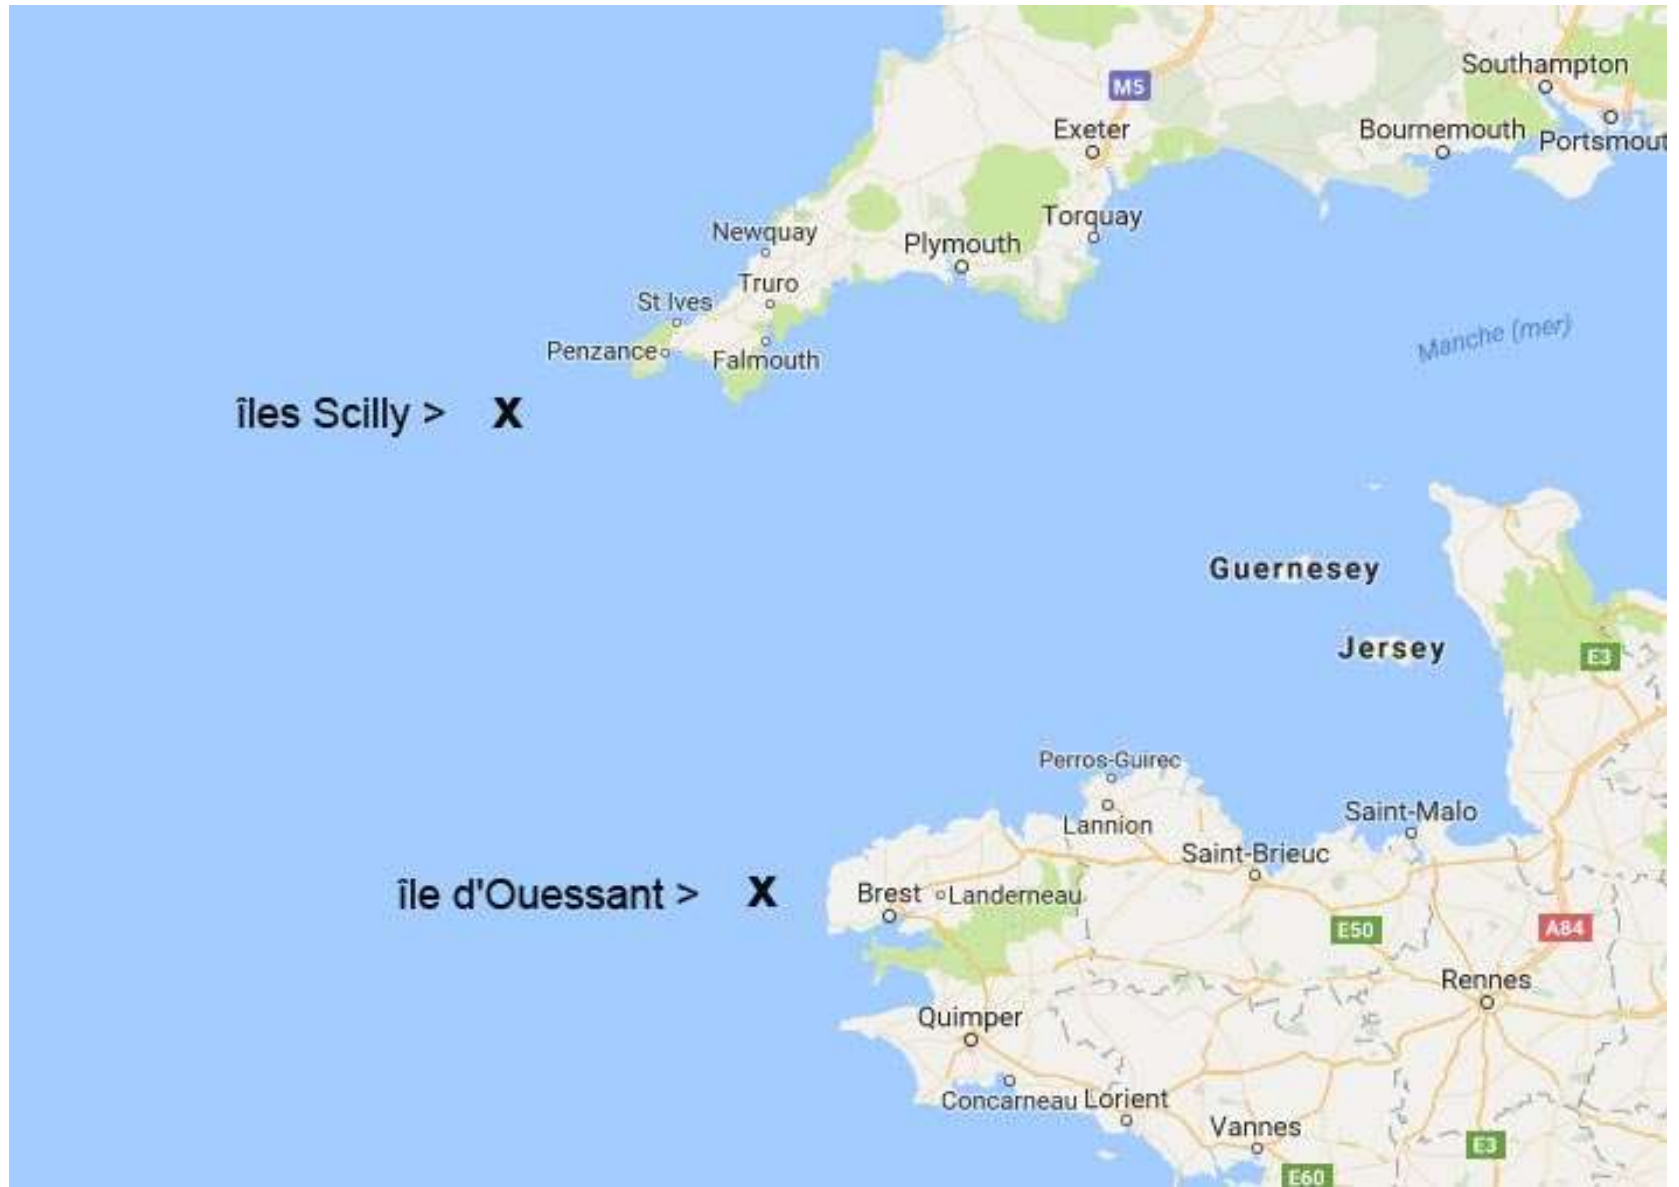 Southampton
M5
Exeter
Bournemouth
Portsmout
Torquay
Newquay
Plymouth
Truro
St Ives
Manche (mer)
Penzance
Falmouth
îles Scilly > X
Guernesey
Jersey
E3
Perros-Guirec
Saint-Malo
Lannion
Saint-Brieuc
île d'Ouessant > X
Brest
Landerneau
E50
A84
Rennes
Quimper
Concarneau
Lorient
Vannes
E3
E60